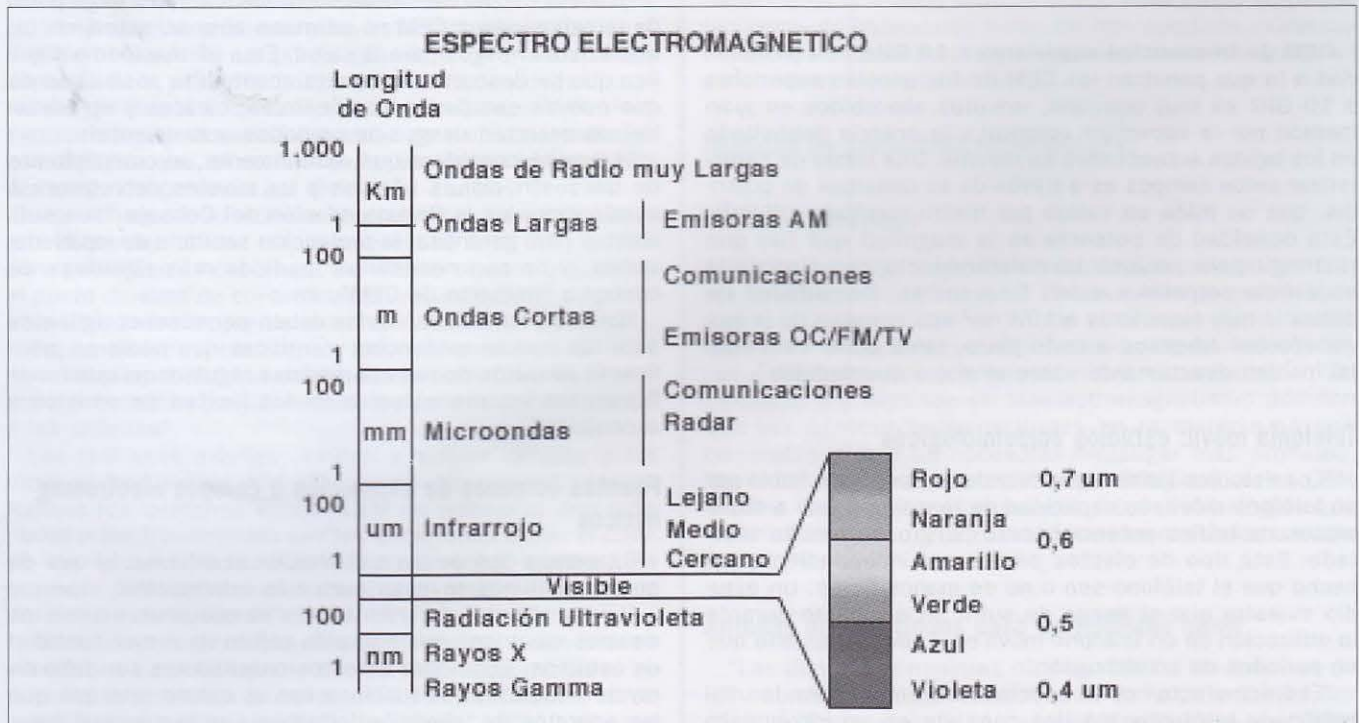 ESPECTRO ELECTROMAGNETICO
Longitud
de Onda
1.000
Km
1
100
m
1
100
mm
1
100
um
1
100
nm
1
Ondas de Radio muy Largas
Ondas Largas
Ondas Cortas
Microondas
Infrarrojo
Visible
Radiación Ultravioleta
Rayos X
Rayos Gamma
Emisoras AM
Comunicaciones
Emisoras OC/FM/TV
Comunicaciones
Radar
Lejano
Medio
Cercano
Rojo 0,7 um
Naranja
0,6
Amarillo
Verde
0,5
Azul
Violeta 0,4 um